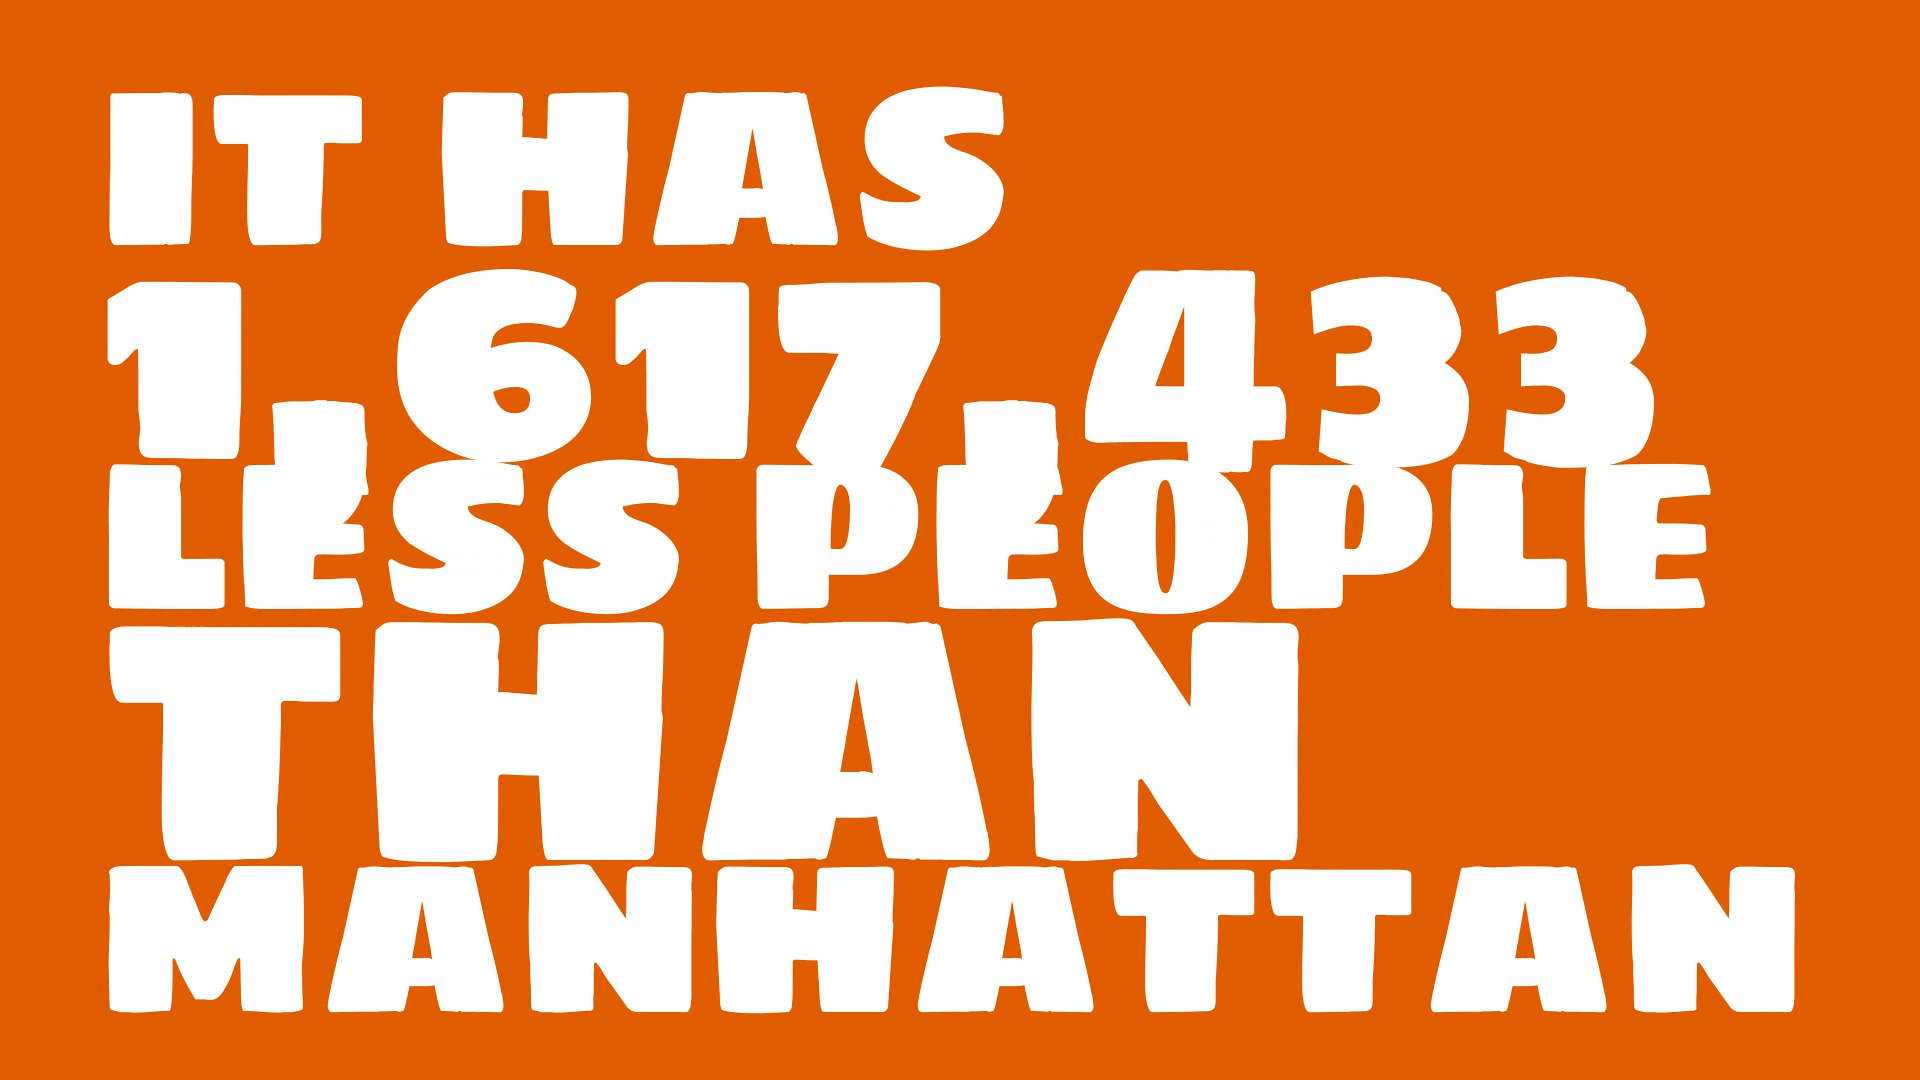 IT HAS
1,617,433
LESS PEOPLE
THAN
MANHATTAN